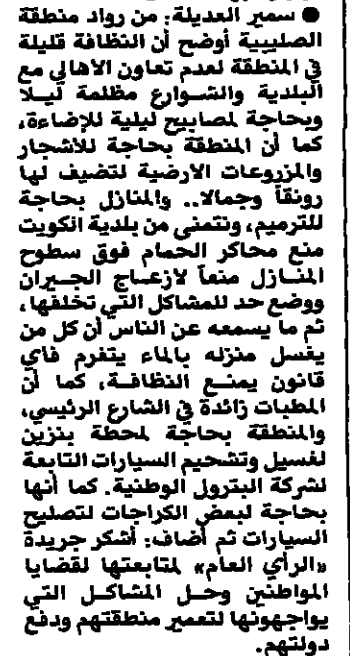 ● سمير العديلة: من رواد منطقة
الصليبية أوضح أن النظافة قليلة
في المنطقة لعدم تعاون الأهالي مع
البلدية والشوارع مظلمة ليلا
وبحاجة لمصابيح ليلية للإضاءة،
كما أن المنطقة بحاجة للأشجار
والمزروعات الارضية لتضيف لها
رونقاً وجمالا.. والمنازل بحاجة
للترميم، ونتمنى من بلدية الكويت
منع محاكر الحمام فوق سطوح
المنازل منعاً لازعاج الجيران
ووضع حد للمشاكل التي تخلفها،
ثم ما يسمعه عن الناس أن كل من
يغسل منزله بالماء يتغرم فأي
قانون يمنع النظافة، كما أن
المطبات زائدة في الشارع الرئيسي،
والمنطقة بحاجة لمحطة بنزين
لغسيل وتشحيم السيارات التابعة
لشركة البترول الوطنية. كما أنها
بحاجة لبعض الكراجات لتصليح
السيارات ثم أضاف: أشكر جريدة
«الرأي العام» لمتابعتها لقضايا
المواطنين وحل المشاكل التي
يواجهونها لتعمير منطقتهم ودفع
دولتهم.